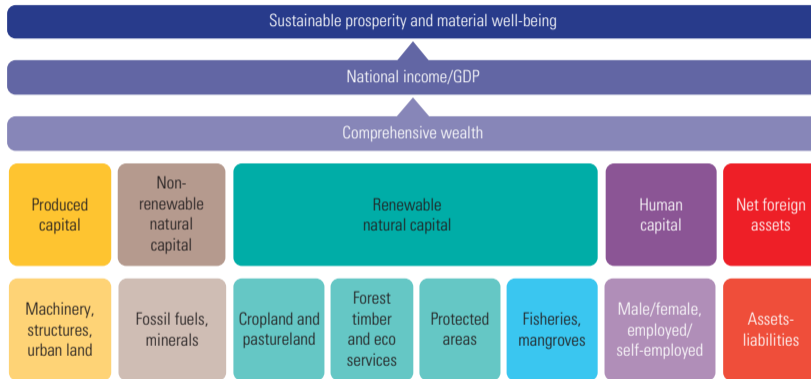 Sustainable prosperity and material well-being
National income/GDP
Comprehensive wealth
Produced
capital
Non-
renewable
natural
capital
Renewable
natural capital
Human
capital
Net foreign
assets
Machinery,
structures,
urban land
Fossil fuels,
minerals
Cropland and
pastureland
Forest
timber
and eco
services
Protected
areas
Fisheries,
mangroves
Male/female,
employed/
self-employed
Assets-
liabilities